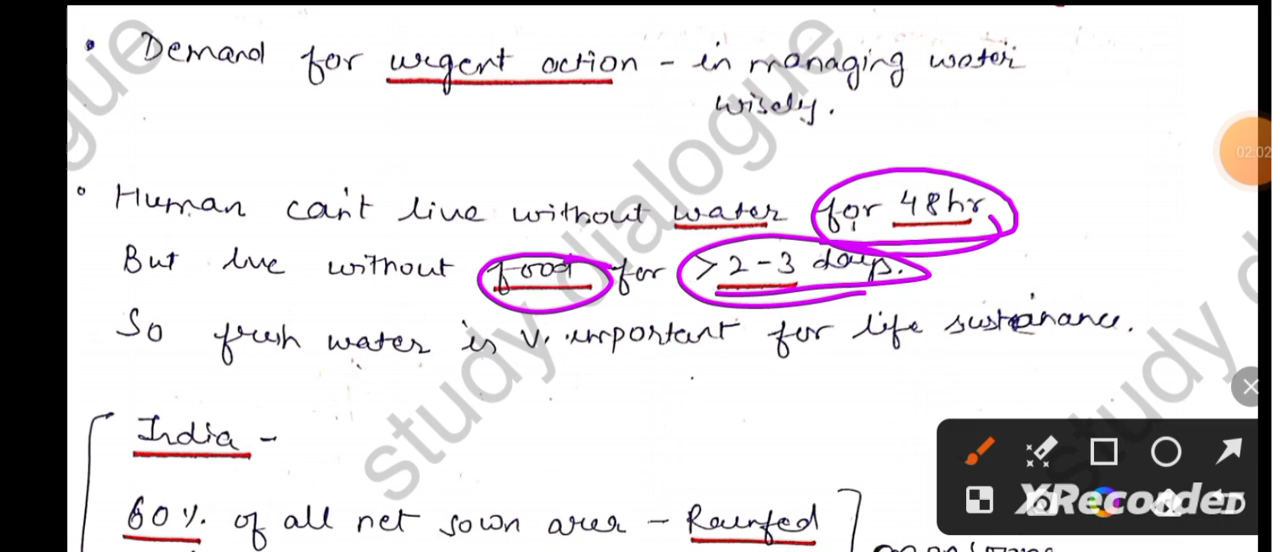 • Demand for urgent action - in managing water
wisely.
02:02
• Human can't live without water for 48hr
But live without food for > 2-3 days.
So fresh water is v. important for life sustainance.
India -
60% of all net sown area - Rainfed
study dialogue
XRecorder